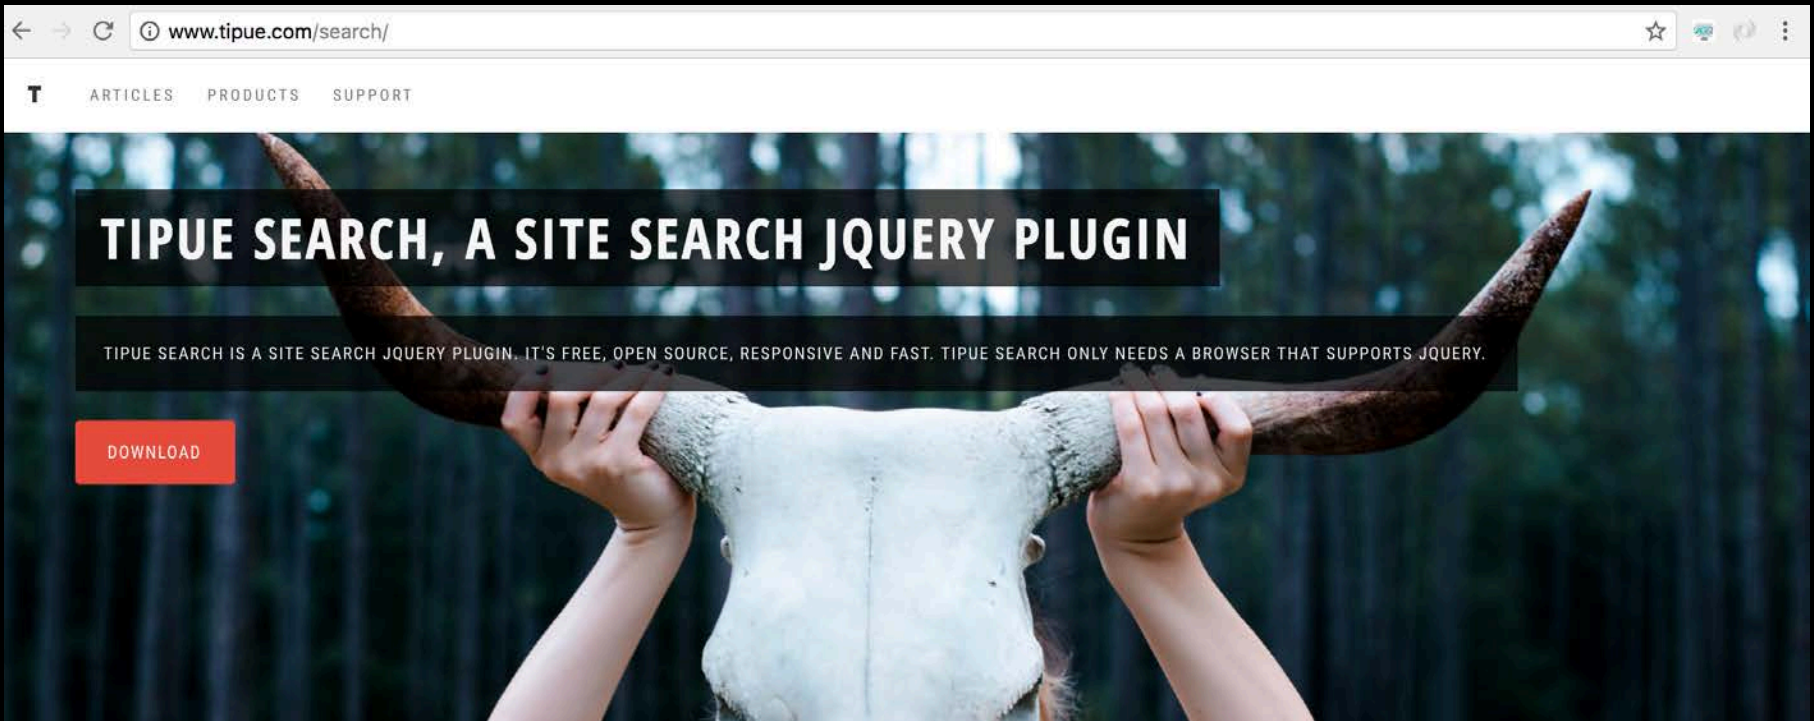 www.tipue.com/search/
T ARTICLES PRODUCTS SUPPORT
TIPUE SEARCH, A SITE SEARCH JQUERY PLUGIN
TIPUE SEARCH IS A SITE SEARCH JQUERY PLUGIN. IT'S FREE, OPEN SOURCE, RESPONSIVE AND FAST. TIPUE SEARCH ONLY NEEDS A BROWSER THAT SUPPORTS JQUERY.
DOWNLOAD